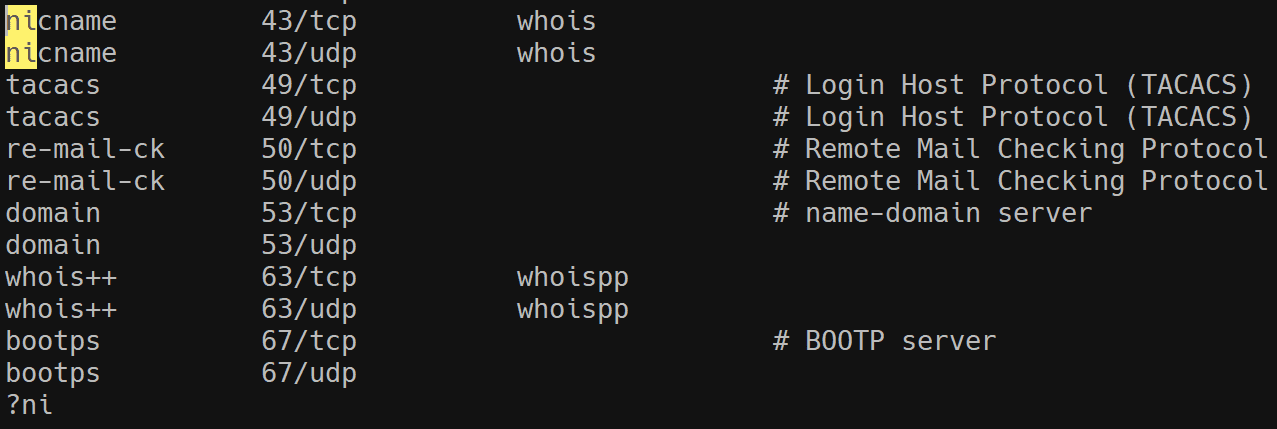 nicname         43/tcp          whois
nicname         43/udp          whois
tacacs          49/tcp                          # Login Host Protocol (TACACS)
tacacs          49/udp                          # Login Host Protocol (TACACS)
re-mail-ck      50/tcp                          # Remote Mail Checking Protocol
re-mail-ck      50/udp                          # Remote Mail Checking Protocol
domain          53/tcp                          # name-domain server
domain          53/udp
whois++         63/tcp          whoispp
whois++         63/udp          whoispp
bootps          67/tcp                          # BOOTP server
bootps          67/udp
?ni